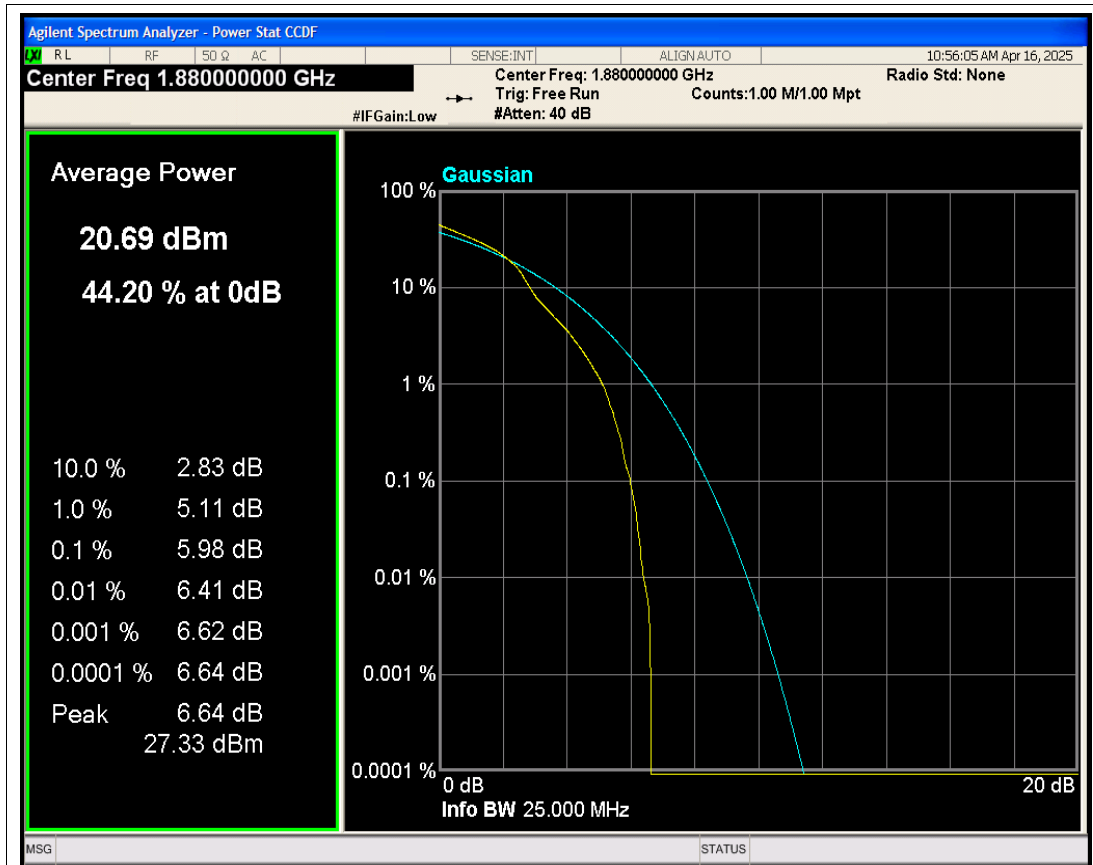 Agilent Spectrum Analyzer - Power Stat CCDF
LXI RL RF 50 Ω AC SENSE:INT ALIGN AUTO 10:56:05 AM Apr 16, 2025
Center Freq 1.880000000 GHz
Center Freq: 1.880000000 GHz Radio Std: None
Trig: Free Run Counts:1.00 M/1.00 Mpt
#IFGain:Low #Atten: 40 dB
Average Power
20.69 dBm
44.20 % at 0dB
10.0 % 2.83 dB
1.0 % 5.11 dB
0.1 % 5.98 dB
0.01 % 6.41 dB
0.001 % 6.62 dB
0.0001 % 6.64 dB
Peak 6.64 dB
27.33 dBm
Gaussian
100 %
10 %
1 %
0.1 %
0.01 %
0.001 %
0.0001 %
0 dB 20 dB
Info BW 25.000 MHz
MSG STATUS